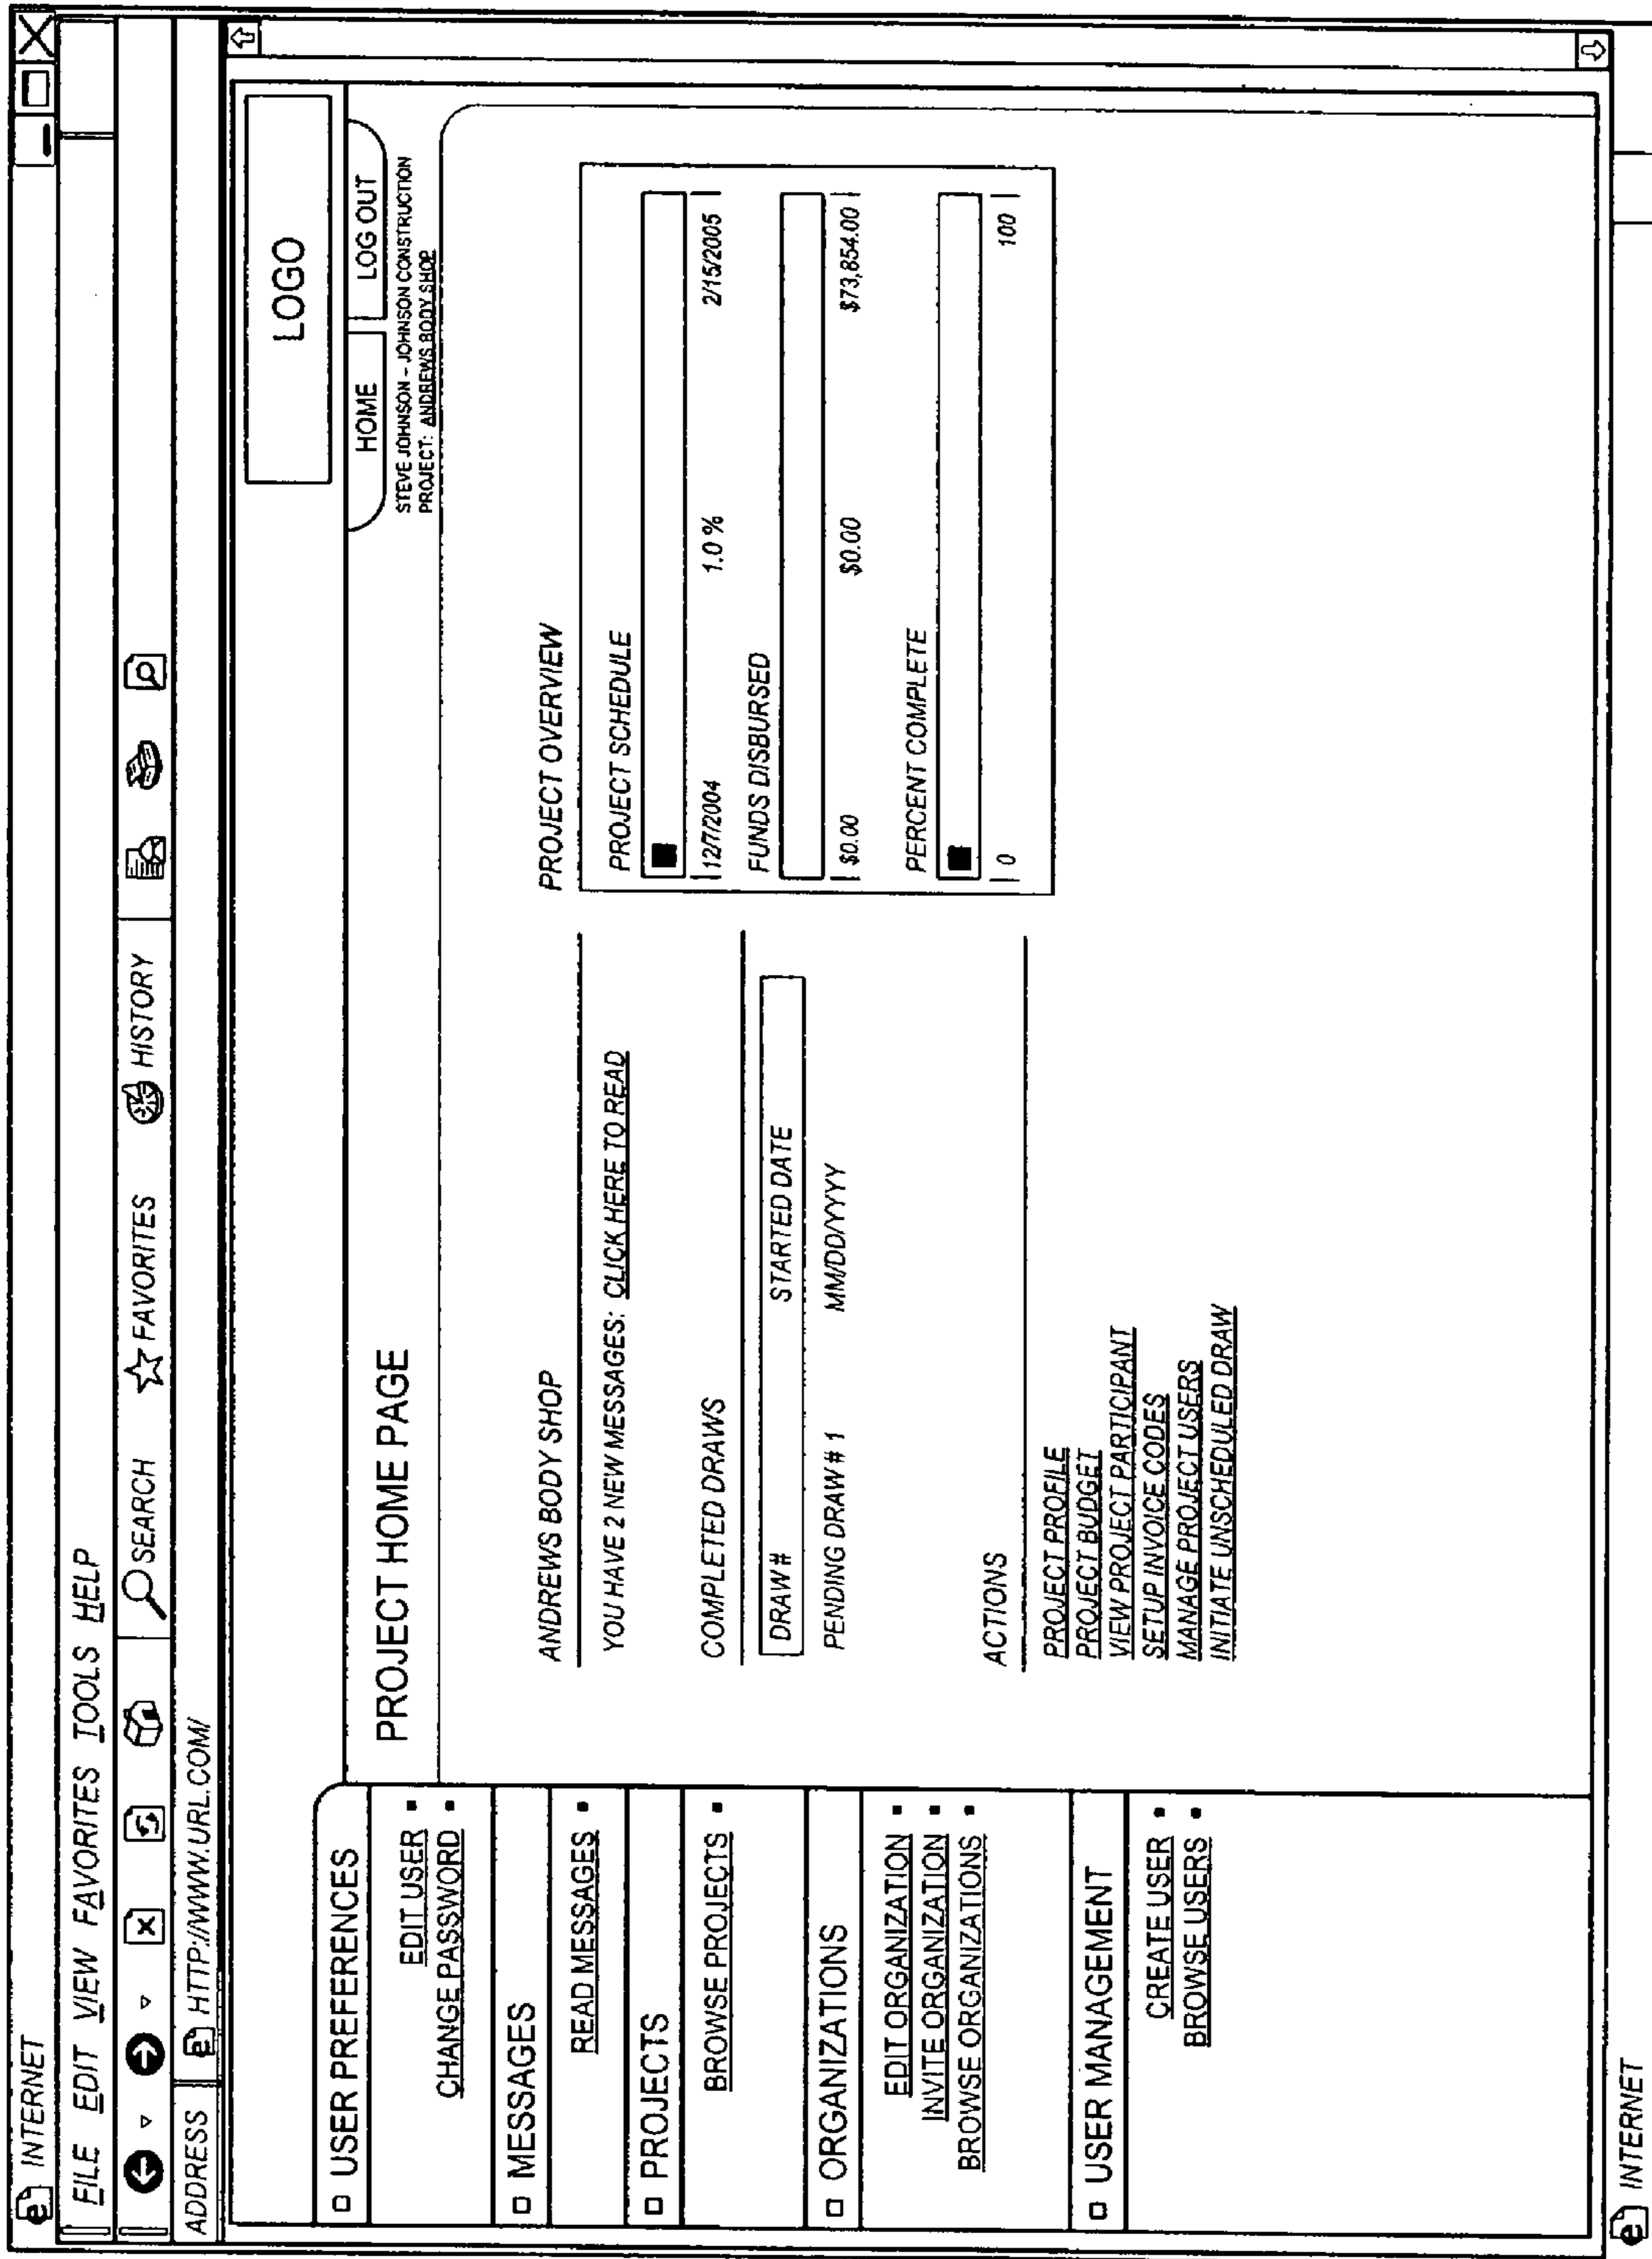 INTERNET
FILE EDIT VIEW FAVORITES TOOLS HELP
SEARCH FAVORITES HISTORY
ADDRESS HTTP://WWW.URL.COM/
LOGO
HOME LOG OUT
STEVE JOHNSON - JOHNSON CONSTRUCTION
PROJECT: ANDREWS BODY SHOP
USER PREFERENCES
EDIT USER
CHANGE PASSWORD
MESSAGES
READ MESSAGES
PROJECTS
BROWSE PROJECTS
ORGANIZATIONS
EDIT ORGANIZATION
INVITE ORGANIZATION
BROWSE ORGANIZATIONS
USER MANAGEMENT
CREATE USER
BROWSE USERS
PROJECT HOME PAGE
ANDREWS BODY SHOP
YOU HAVE 2 NEW MESSAGES: CLICK HERE TO READ
COMPLETED DRAWS
DRAW # STARTED DATE
PENDING DRAW # 1 MM/DD/YYYY
ACTIONS
PROJECT PROFILE
PROJECT BUDGET
VIEW PROJECT PARTICIPANT
SETUP INVOICE CODES
MANAGE PROJECT USERS
INITIATE UNSCHEDULED DRAW
PROJECT OVERVIEW
PROJECT SCHEDULE
12/7/2004 1.0 % 2/15/2005
FUNDS DISBURSED
$0.00 $0.00 $73,854.00
PERCENT COMPLETE
0 100
INTERNET